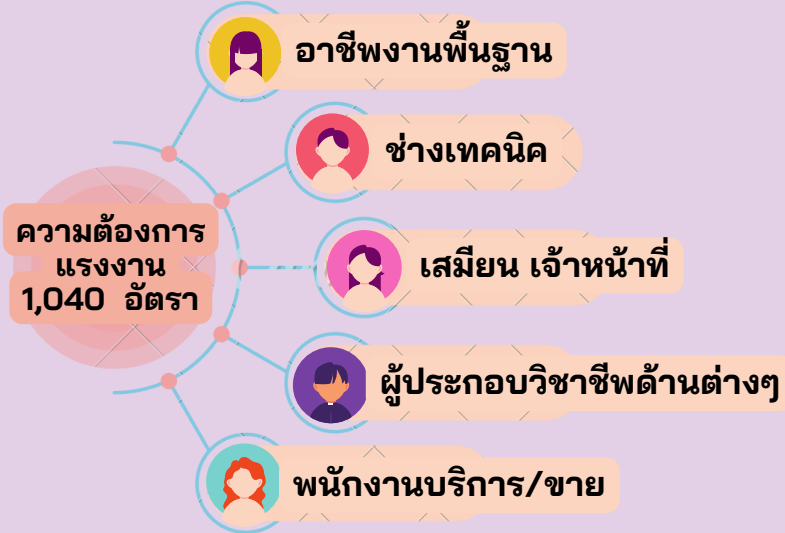 อาชีพงานพื้นฐาน
ช่างเทคนิค
ความต้องการ
แรงงาน
1,040 อัตรา
เสมียน เจ้าหน้าที่
ผู้ประกอบวิชาชีพด้านต่างๆ
พนักงานบริการ/ขาย